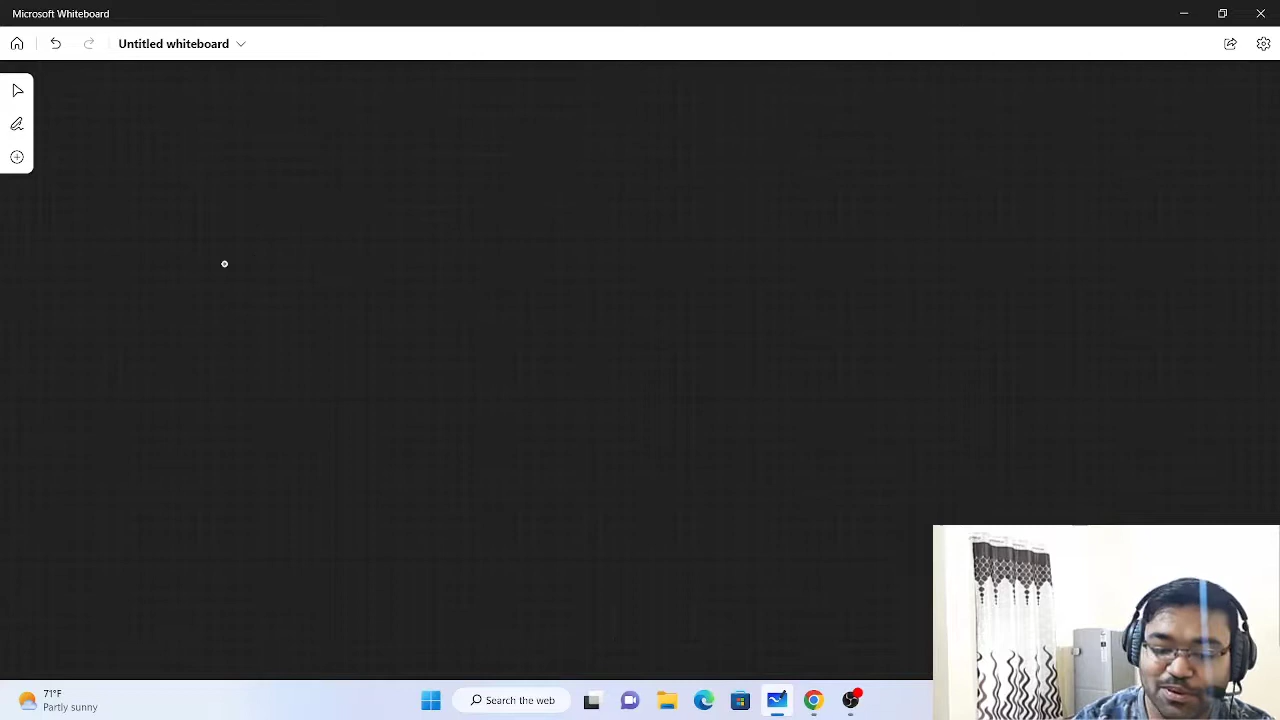 Microsoft Whiteboard
Untitled whiteboard
71°F
Partly Sunny
Search the web